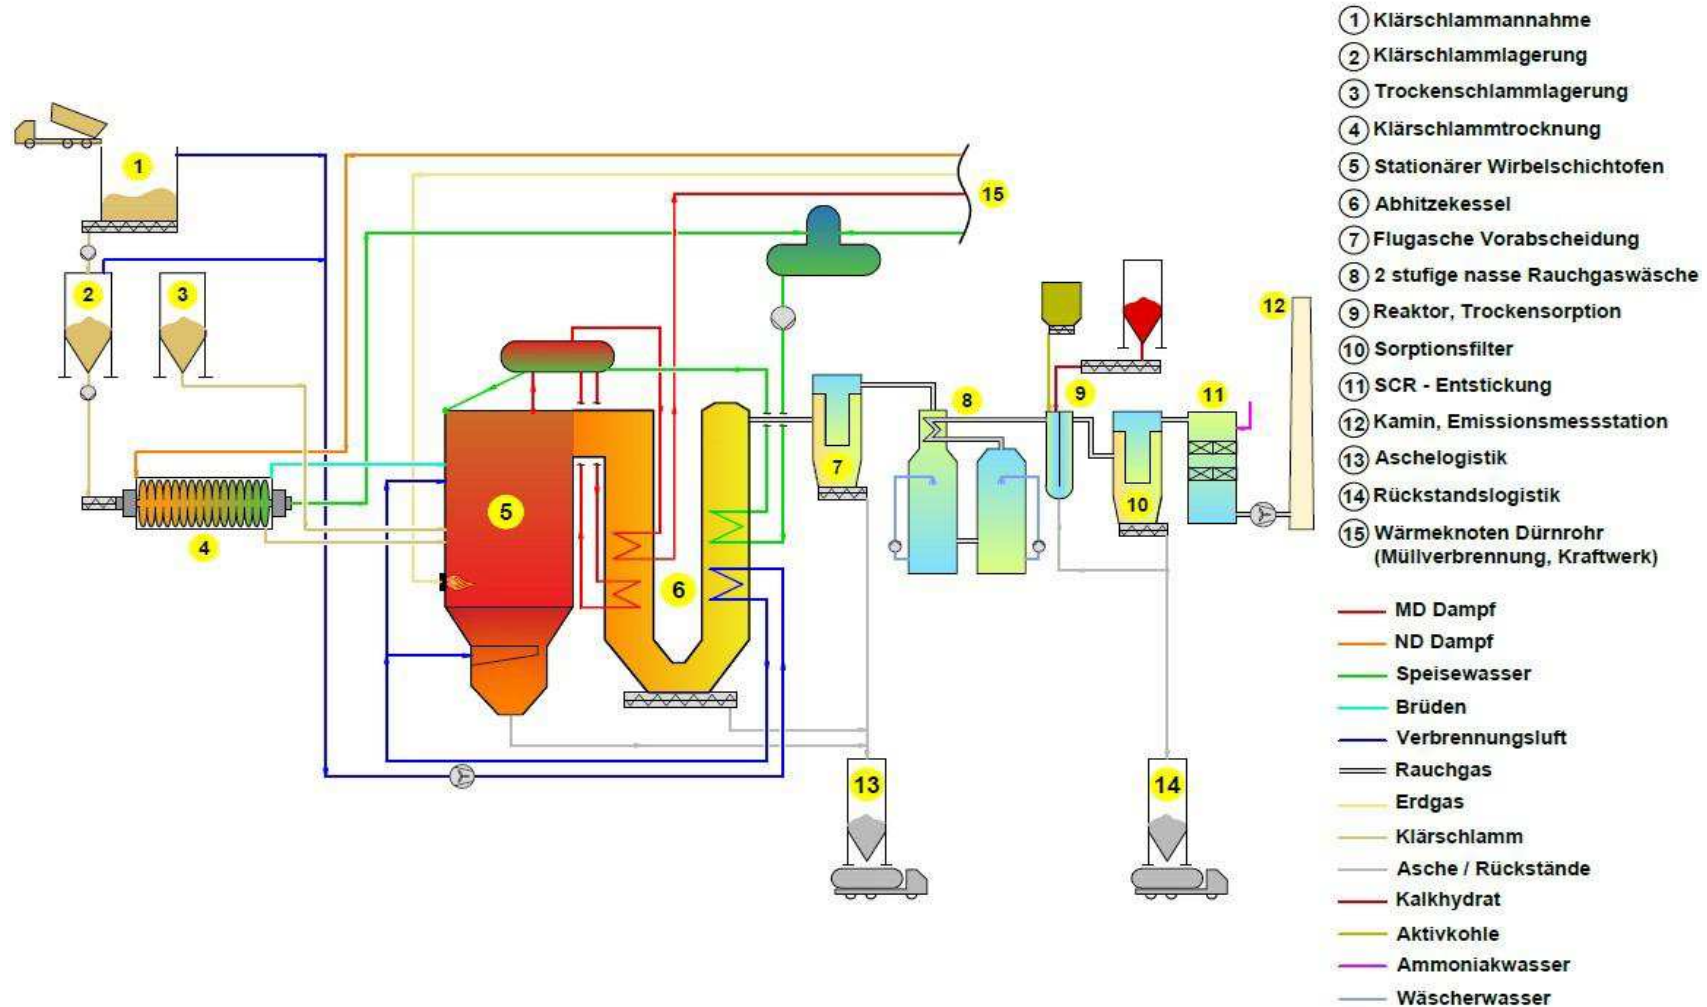 1 Klärschlammannahme
2 Klärschlammlagerung
3 Trockenschlammlagerung
4 Klärschlammtrocknung
5 Stationärer Wirbelschichtofen
6 Abhitzekessel
7 Flugasche Vorabscheidung
8 2 stufige nasse Rauchgaswäsche
9 Reaktor, Trockensorption
10 Sorptionsfilter
11 SCR - Entstickung
12 Kamin, Emissionsmessstation
13 Aschelogistik
14 Rückstandslogistik
15 Wärmeknoten Dürnrohr
(Müllverbrennung, Kraftwerk)
MD Dampf
ND Dampf
Speisewasser
Brüden
Verbrennungsluft
Rauchgas
Erdgas
Klärschlamm
Asche / Rückstände
Kalkhydrat
Aktivkohle
Ammoniakwasser
Wäscherwasser
1
2
3
4
5
6
7
8
9
10
11
12
13
14
15